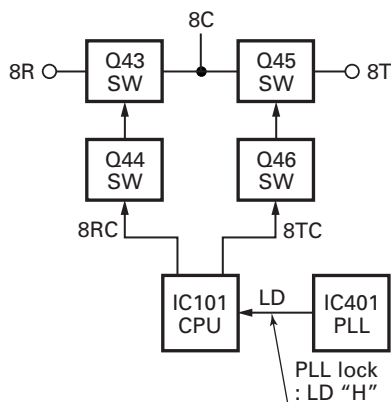 8C
8R
Q43
SW
Q45
SW
8T
Q44
SW
Q46
SW
8RC
8TC
IC101
CPU
LD
IC401
PLL
PLL lock
: LD “H”